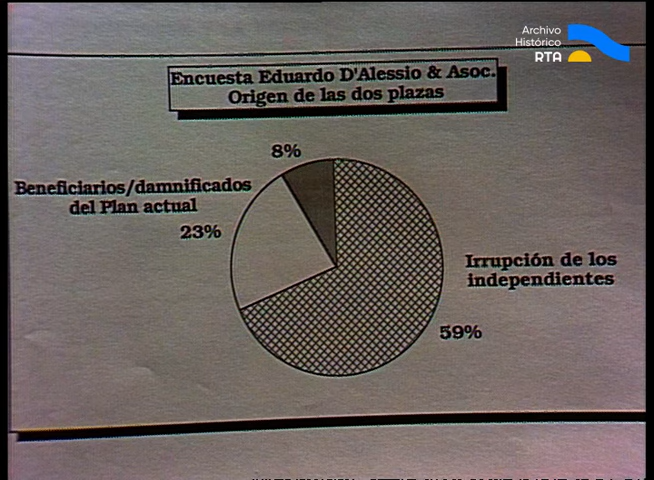 Archivo
Histórico
RTA
Encuesta Eduardo D'Alessio & Asoc.
Origen de las dos plazas
8%
Beneficiarios/damnificados
del Plan actual
23%
Irrupción de los
independientes
59%